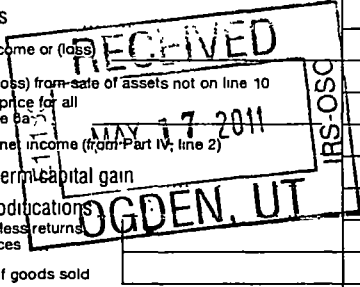 s
come or (loss)
RECEIVED
oss) from sale of assets not on line 10
price for all
e 6a
MAY 17 2011
IRS-OSC
net income (from Part IV, line 2)
term capital gain
odifications
less returns
ces
OGDEN, UT
f goods sold